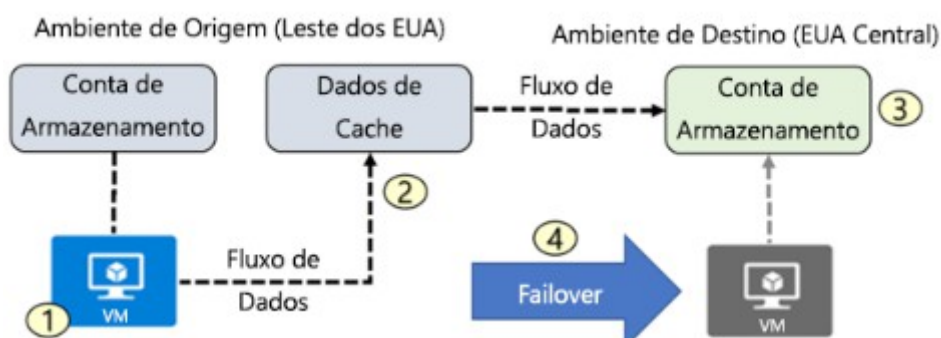 Ambiente de Origem (Leste dos EUA)
Ambiente de Destino (EUA Central)
Conta de
Armazenamento
Dados de
Cache
Fluxo de
Dados
Conta de
Armazenamento
3
2
4
Fluxo de
Dados
Failover
1
VM
VM